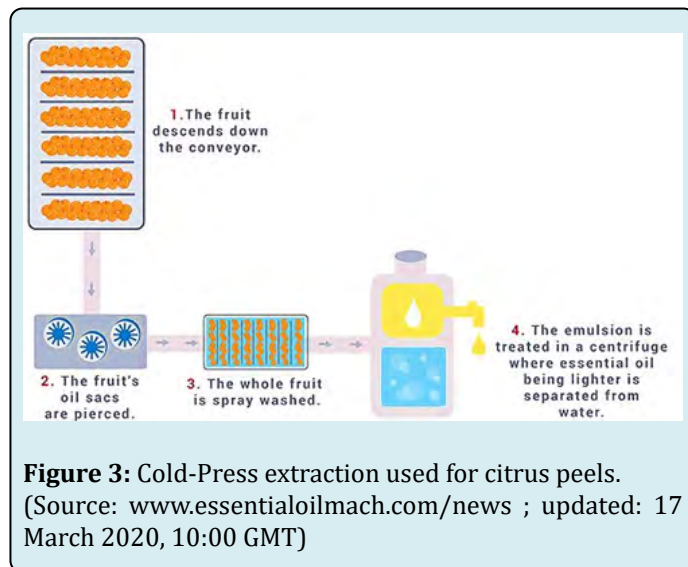 1.The fruit
descends down
the conveyor.
2. The fruit's
oil sacs
are pierced.
3. The whole fruit
is spray washed.
4. The emulsion is
treated in a centrifuge
where essential oil
being lighter is
separated from
water.
Figure 3: Cold-Press extraction used for citrus peels.
(Source: www.essentialoilmach.com/news ; updated: 17
March 2020, 10:00 GMT)